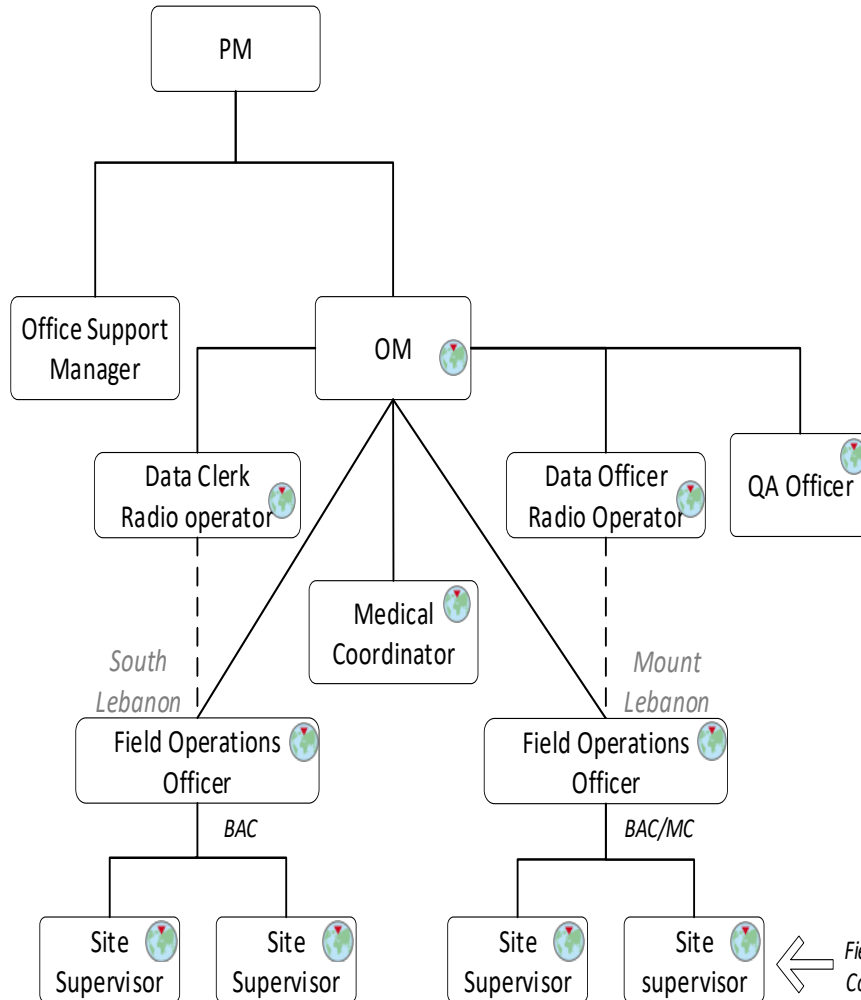 PM
Office Support
Manager
OM
Data Clerk
Radio operator
Data Officer
Radio Operator
QA Officer
Medical
Coordinator
South
Lebanon
Mount
Lebanon
Field Operations
Officer
Field Operations
Officer
BAC
BAC/MC
Site
Supervisor
Site
Supervisor
Site
Supervisor
Site
supervisor